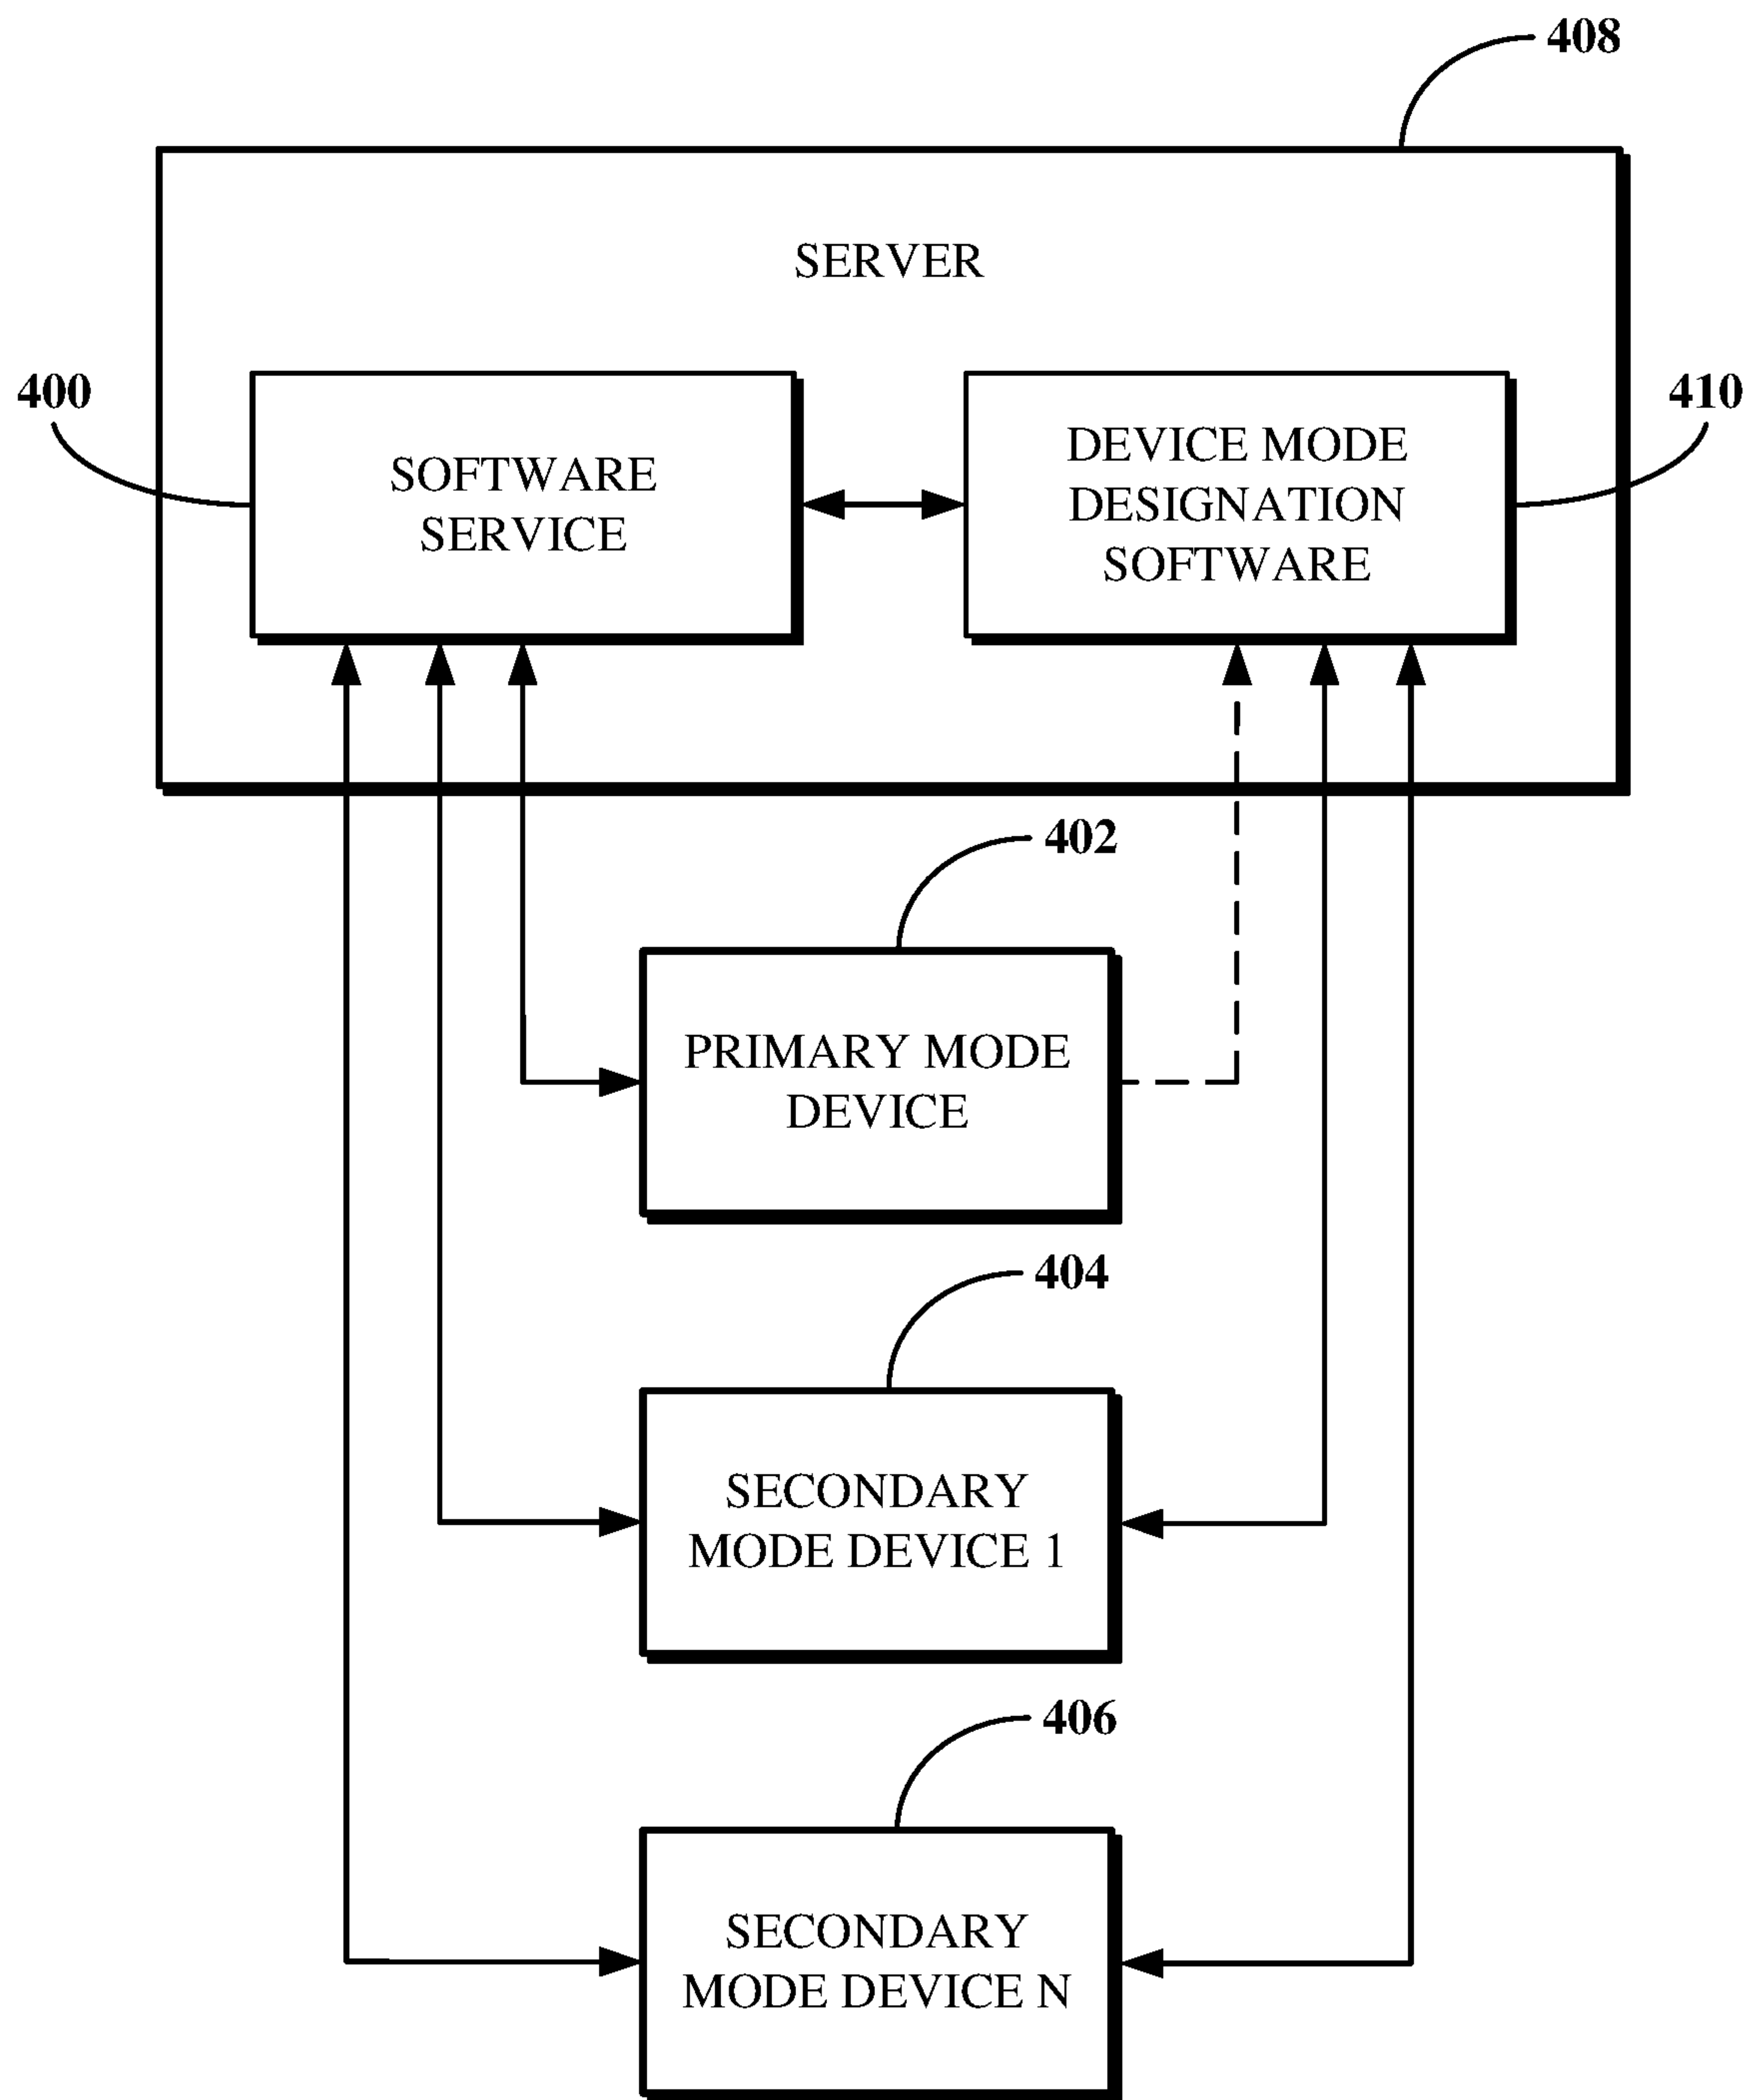 408
SERVER
400
410
SOFTWARE
SERVICE
DEVICE MODE
DESIGNATION
SOFTWARE
402
PRIMARY MODE
DEVICE
404
SECONDARY
MODE DEVICE 1
406
SECONDARY
MODE DEVICE N